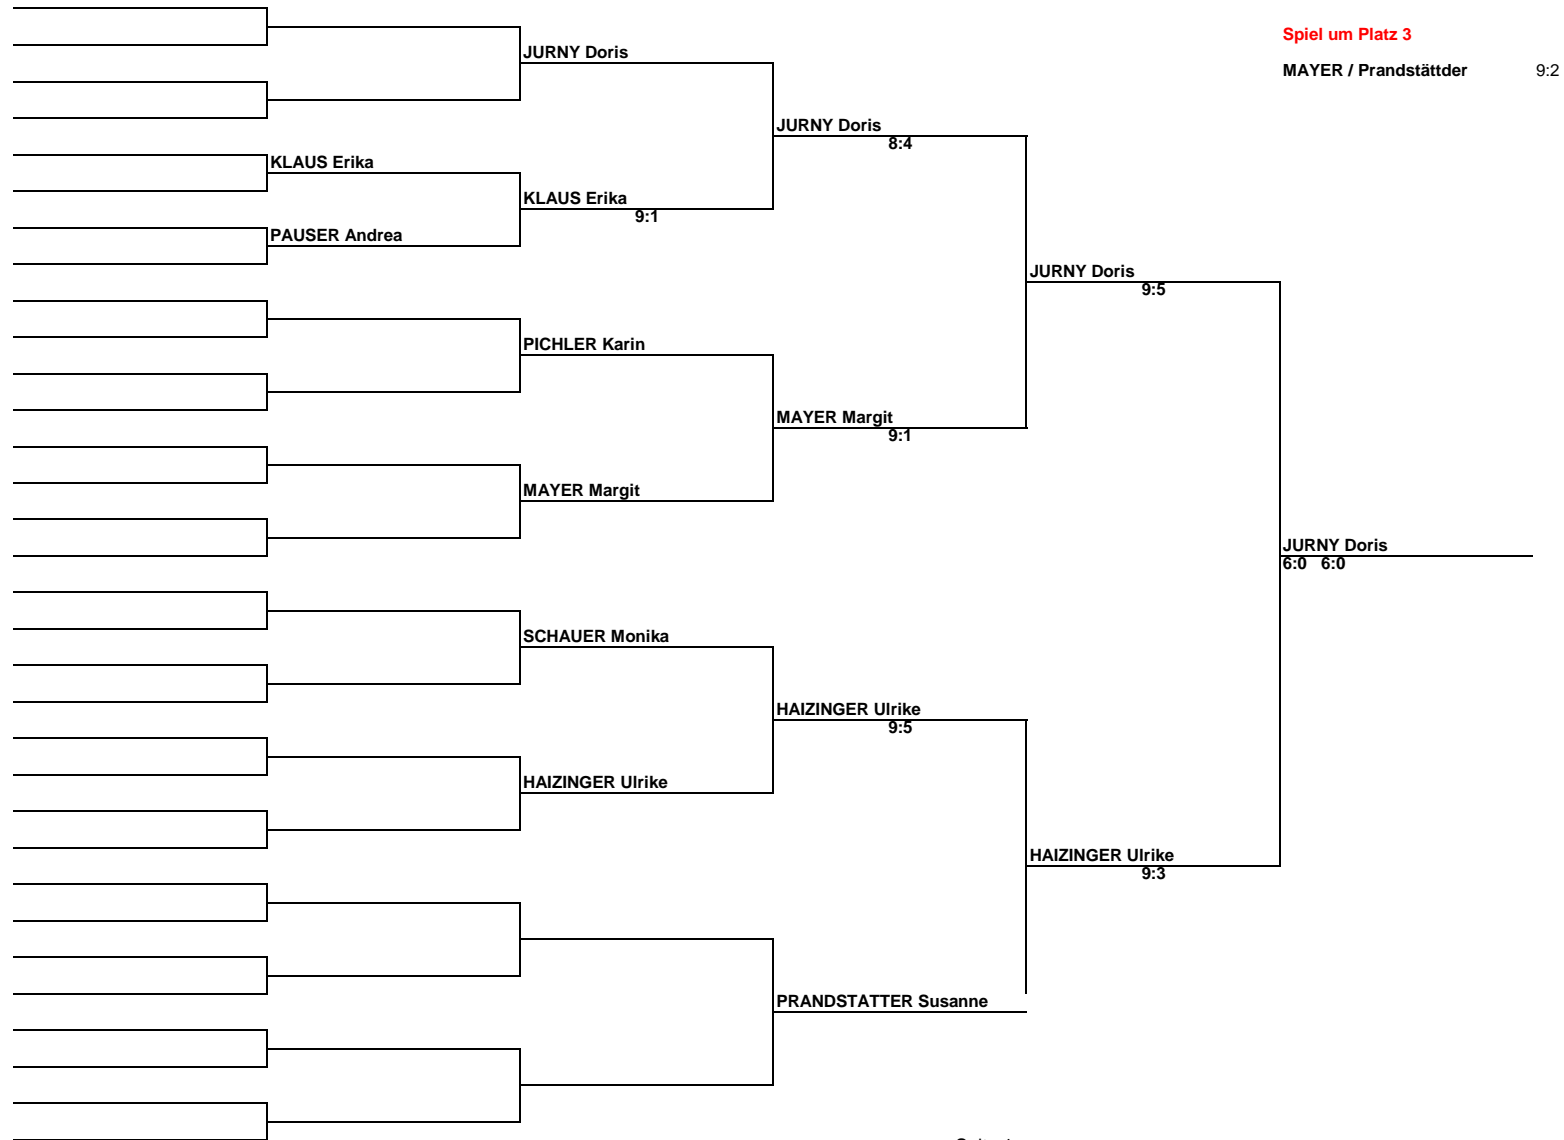 Spiel um Platz 3
JURNY Doris
MAYER / Prandstättder 9:2
JURNY Doris
8:4
KLAUS Erika
KLAUS Erika
9:1
PAUSER Andrea
JURNY Doris
9:5
PICHLER Karin
MAYER Margit
9:1
MAYER Margit
JURNY Doris
6:0 6:0
SCHAUER Monika
HAIZINGER Ulrike
9:5
HAIZINGER Ulrike
HAIZINGER Ulrike
9:3
PRANDSTATTER Susanne